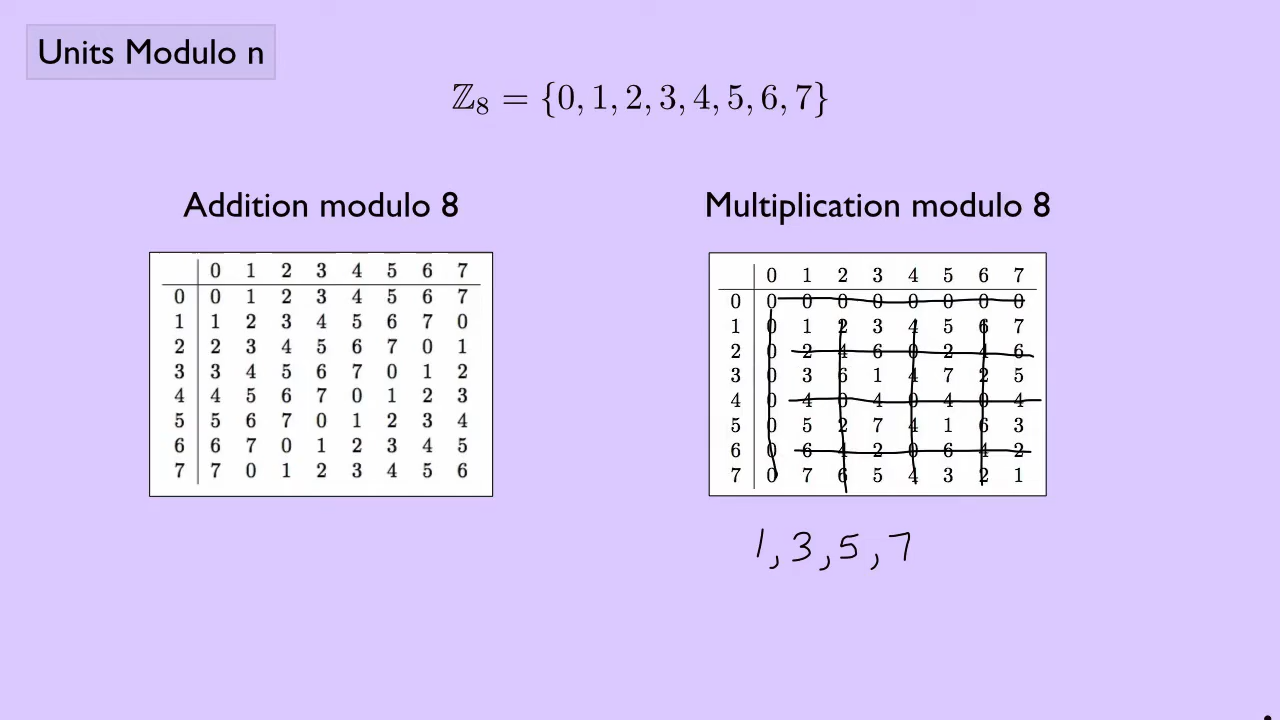 Units Modulo n
ℤ₈ = {0, 1, 2, 3, 4, 5, 6, 7}
Addition modulo 8
0 1 2 3 4 5 6 7
0 0 1 2 3 4 5 6 7
1 1 2 3 4 5 6 7 0
2 2 3 4 5 6 7 0 1
3 3 4 5 6 7 0 1 2
4 4 5 6 7 0 1 2 3
5 5 6 7 0 1 2 3 4
6 6 7 0 1 2 3 4 5
7 7 0 1 2 3 4 5 6
Multiplication modulo 8
0 1 2 3 4 5 6 7
0 0 0 0 0 0 0 0 0
1 0 1 2 3 4 5 6 7
2 0 2 4 6 0 2 4 6
3 0 3 6 1 4 7 2 5
4 0 4 0 4 0 4 0 4
5 0 5 2 7 4 1 6 3
6 0 6 4 2 0 6 4 2
7 0 7 6 5 4 3 2 1
1, 3, 5, 7